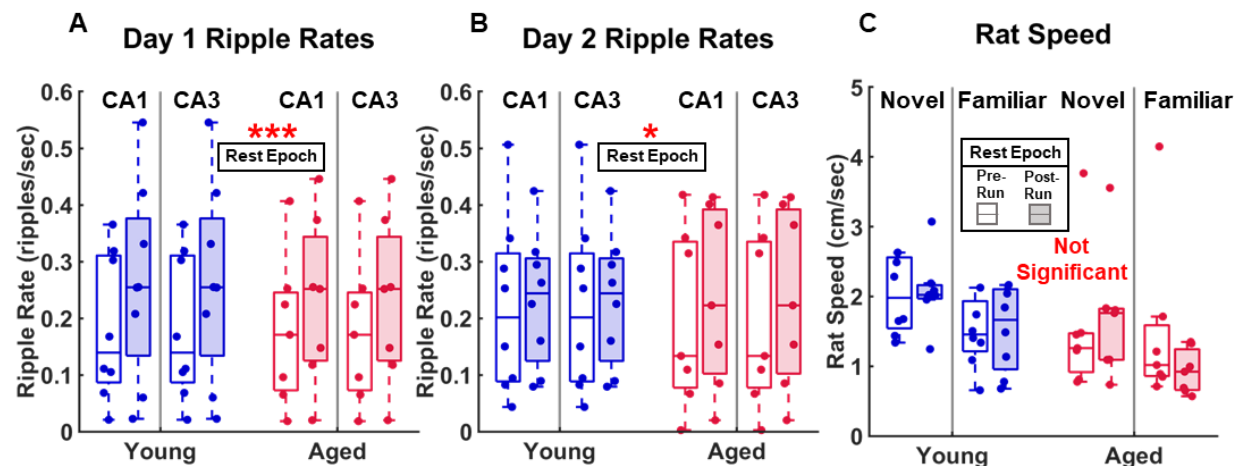 A
Day 1 Ripple Rates
Ripple Rate (ripples/sec)
0.6
0.5
0.4
0.3
0.2
0.1
0
CA1
CA3
CA1
CA3
***
Rest Epoch
Young
Aged
B
Day 2 Ripple Rates
Ripple Rate (ripples/sec)
0.6
0.5
0.4
0.3
0.2
0.1
0
CA1
CA3
CA1
CA3
*
Rest Epoch
Young
Aged
C
Rat Speed
Rat Speed (cm/sec)
5
4
3
2
1
0
Novel
Familiar
Novel
Familiar
Rest Epoch
Pre-
Run
Post-
Run
Not
Significant
Young
Aged